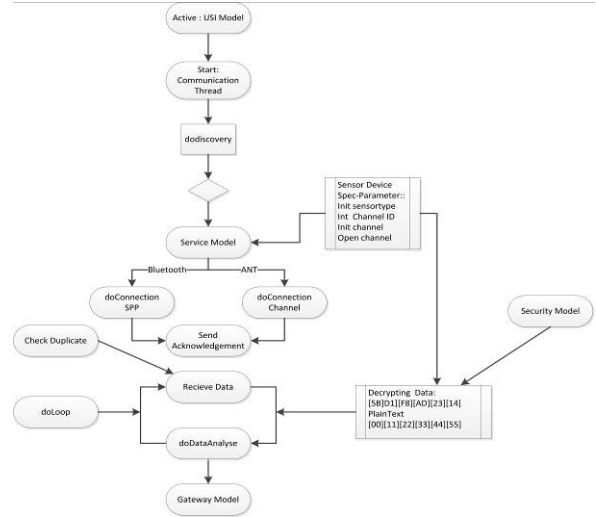 Active : USI Model
Start:
Communication
Thread
dodiscovery
Sensor Device
Spec-Parameter::
Init sensortype
Int Channel ID
Init channel
Open channel
Service Model
Bluetooth
ANT
doConnection
SPP
doConnection
Channel
Security Model
Check Duplicate
Send
Acknowledgement
Recieve Data
Decrypting Data:
[5B[D1][F8][AD][23][14]
PlainText
[00][11][22][33][44][55]
doLoop
doDataAnalyse
Gateway Model